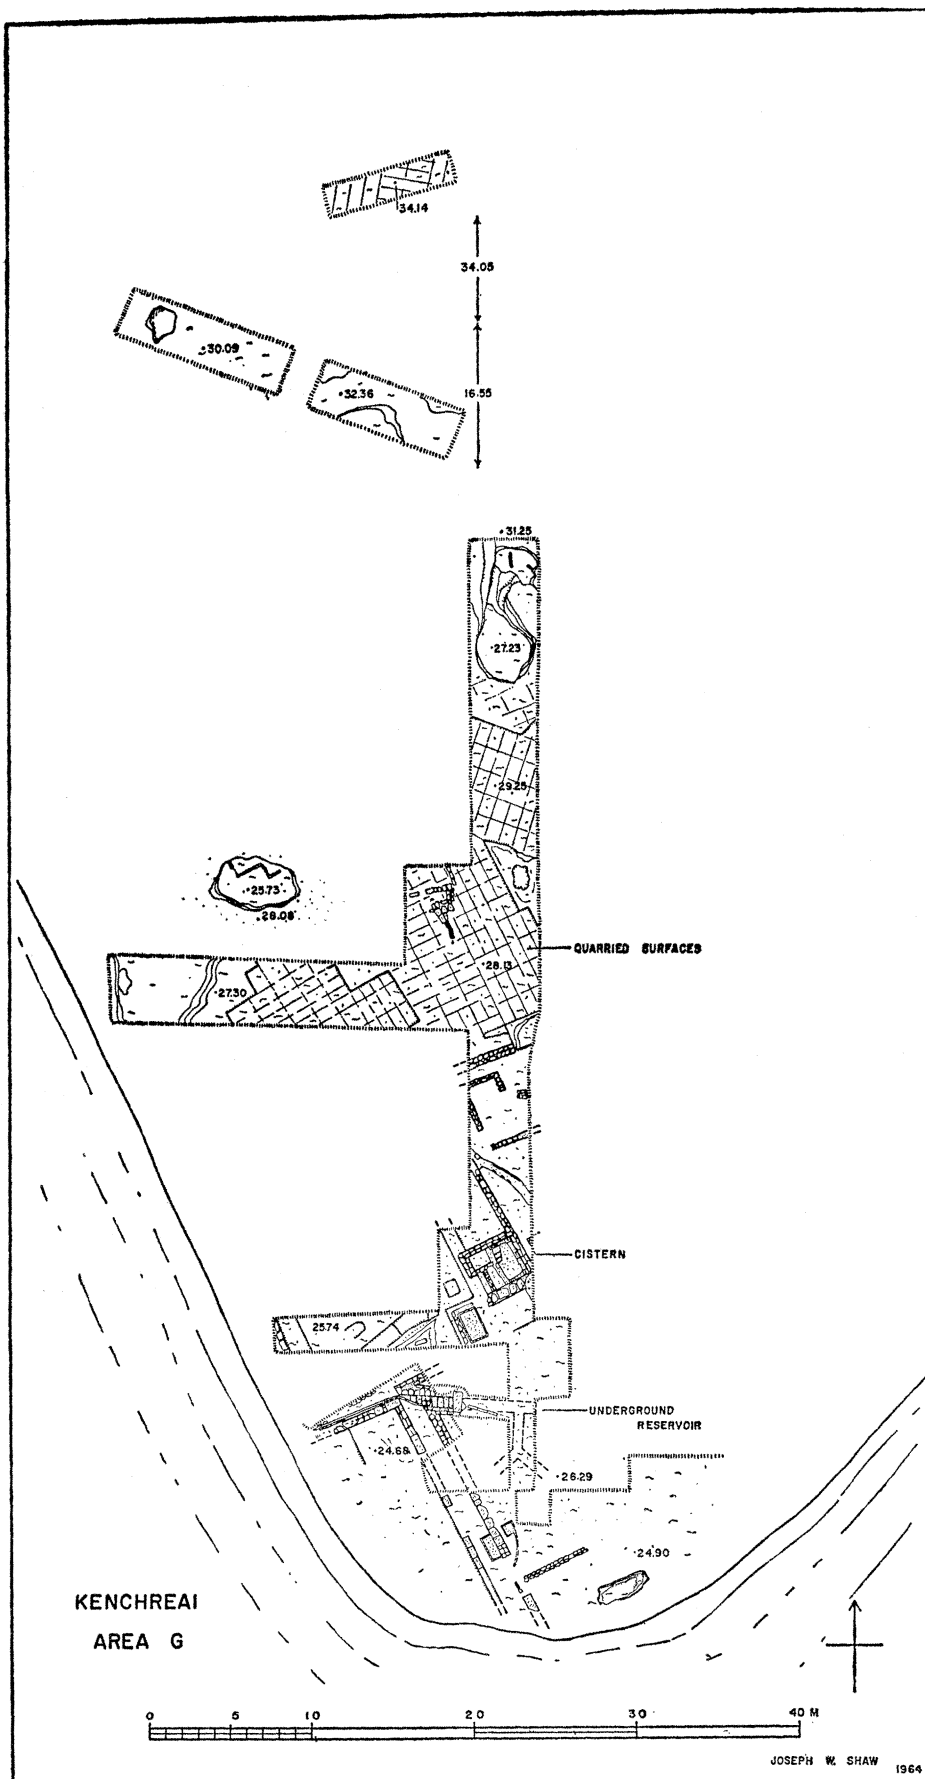 34.14
34.05
30.09
32.36
16.55
31.25
27.23
29.25
25.73
28.08
QUARRIED SURFACES
28.13
27.30
CISTERN
25.74
UNDERGROUND
RESERVOIR
24.68
26.29
24.90
KENCHREAI
AREA G
0 5 10 20 30 40 M
JOSEPH W. SHAW 1964